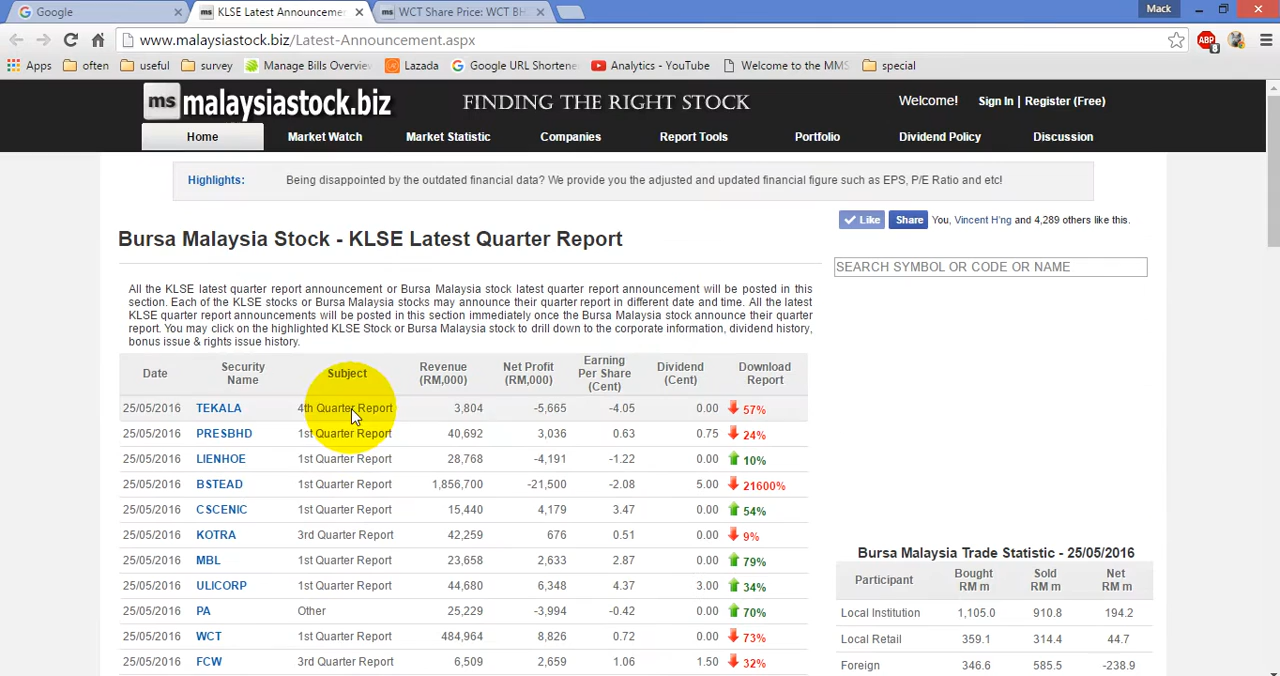 Google
KLSE Latest Announcemen
WCT Share Price: WCT BH
Mack
www.malaysiastock.biz/Latest-Announcement.aspx
ABP
8
Apps often useful survey Manage Bills Overvi Lazada Google URL Shortene Analytics - YouTube Welcome to the MMS special
ms malaysiastock.biz FINDING THE RIGHT STOCK Welcome! Sign In | Register (Free)
Home Market Watch Market Statistic Companies Report Tools Portfolio Dividend Policy Discussion
Highlights: Being disappointed by the outdated financial data? We provide you the adjusted and updated financial figure such as EPS, P/E Ratio and etc!
Like Share You, Vincent H'ng and 4,289 others like this.
Bursa Malaysia Stock - KLSE Latest Quarter Report
SEARCH SYMBOL OR CODE OR NAME
All the KLSE latest quarter report announcement or Bursa Malaysia stock latest quarter report announcement will be posted in this
section. Each of the KLSE stocks or Bursa Malaysia stocks may announce their quarter report in different date and time. All the latest
KLSE quarter report announcements will be posted in this section immediately once the Bursa Malaysia stock announce their quarter
report. You may click on the highlighted KLSE Stock or Bursa Malaysia stock to drill down to the corporate information, dividend history,
bonus issue & rights issue history.
Date Security Name Subject Revenue (RM,000) Net Profit (RM,000) Earning Per Share (Cent) Dividend (Cent) Download Report
25/05/2016 TEKALA 4th Quarter Report 3,804 -5,665 -4.05 0.00 57%
25/05/2016 PRESBHD 1st Quarter Report 40,692 3,036 0.63 0.75 24%
25/05/2016 LIENHOE 1st Quarter Report 28,768 -4,191 -1.22 0.00 10%
25/05/2016 BSTEAD 1st Quarter Report 1,856,700 -21,500 -2.08 5.00 21600%
25/05/2016 CSCENIC 1st Quarter Report 15,440 4,179 3.47 0.00 54%
25/05/2016 KOTRA 3rd Quarter Report 42,259 676 0.51 0.00 9%
25/05/2016 MBL 1st Quarter Report 23,658 2,633 2.87 0.00 79%
25/05/2016 ULICORP 1st Quarter Report 44,680 6,348 4.37 3.00 34%
25/05/2016 PA Other 25,229 -3,994 -0.42 0.00 70%
25/05/2016 WCT 1st Quarter Report 484,964 8,826 0.72 0.00 73%
25/05/2016 FCW 3rd Quarter Report 6,509 2,659 1.06 1.50 32%
Bursa Malaysia Trade Statistic - 25/05/2016
Participant Bought RM m Sold RM m Net RM m
Local Institution 1,105.0 910.8 194.2
Local Retail 359.1 314.4 44.7
Foreign 346.6 585.5 -238.9